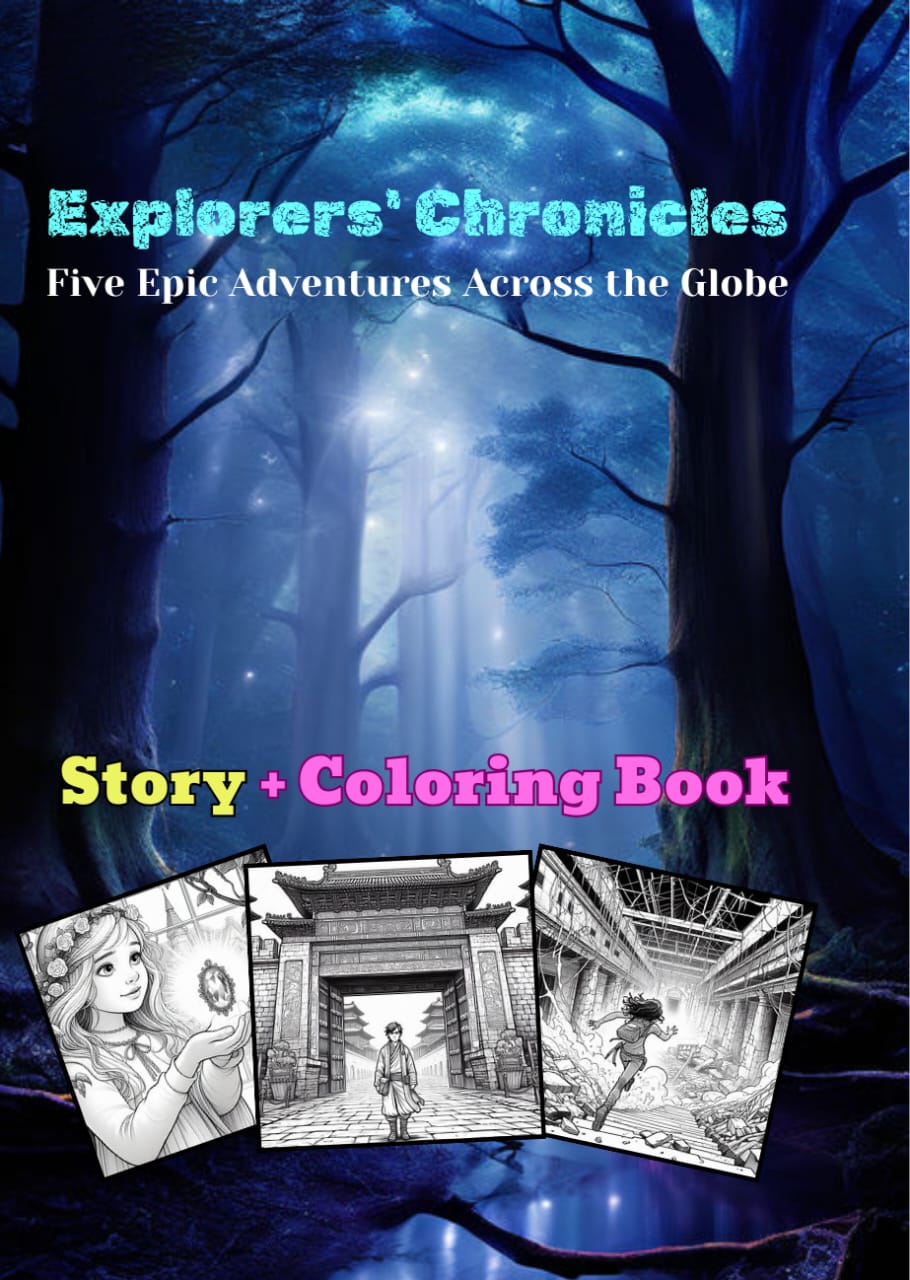 Explorers' Chronicles
Five Epic Adventures Across the Globe
Story + Coloring Book